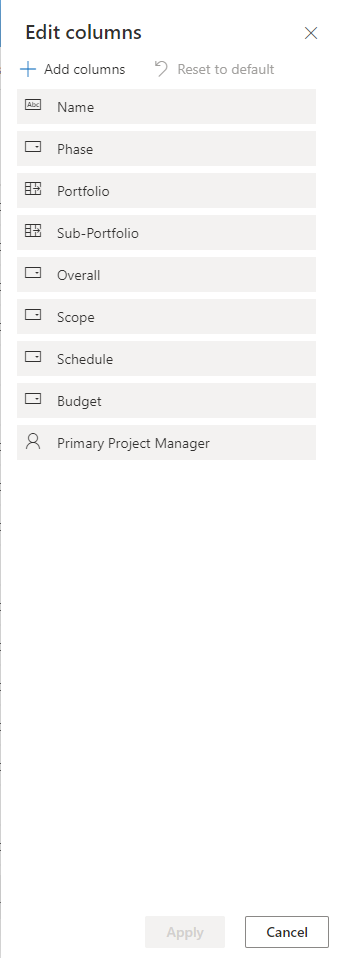 Edit columns
Add columns Reset to default
Abc Name
Phase
Portfolio
Sub-Portfolio
Overall
Scope
Schedule
Budget
Primary Project Manager
Apply Cancel